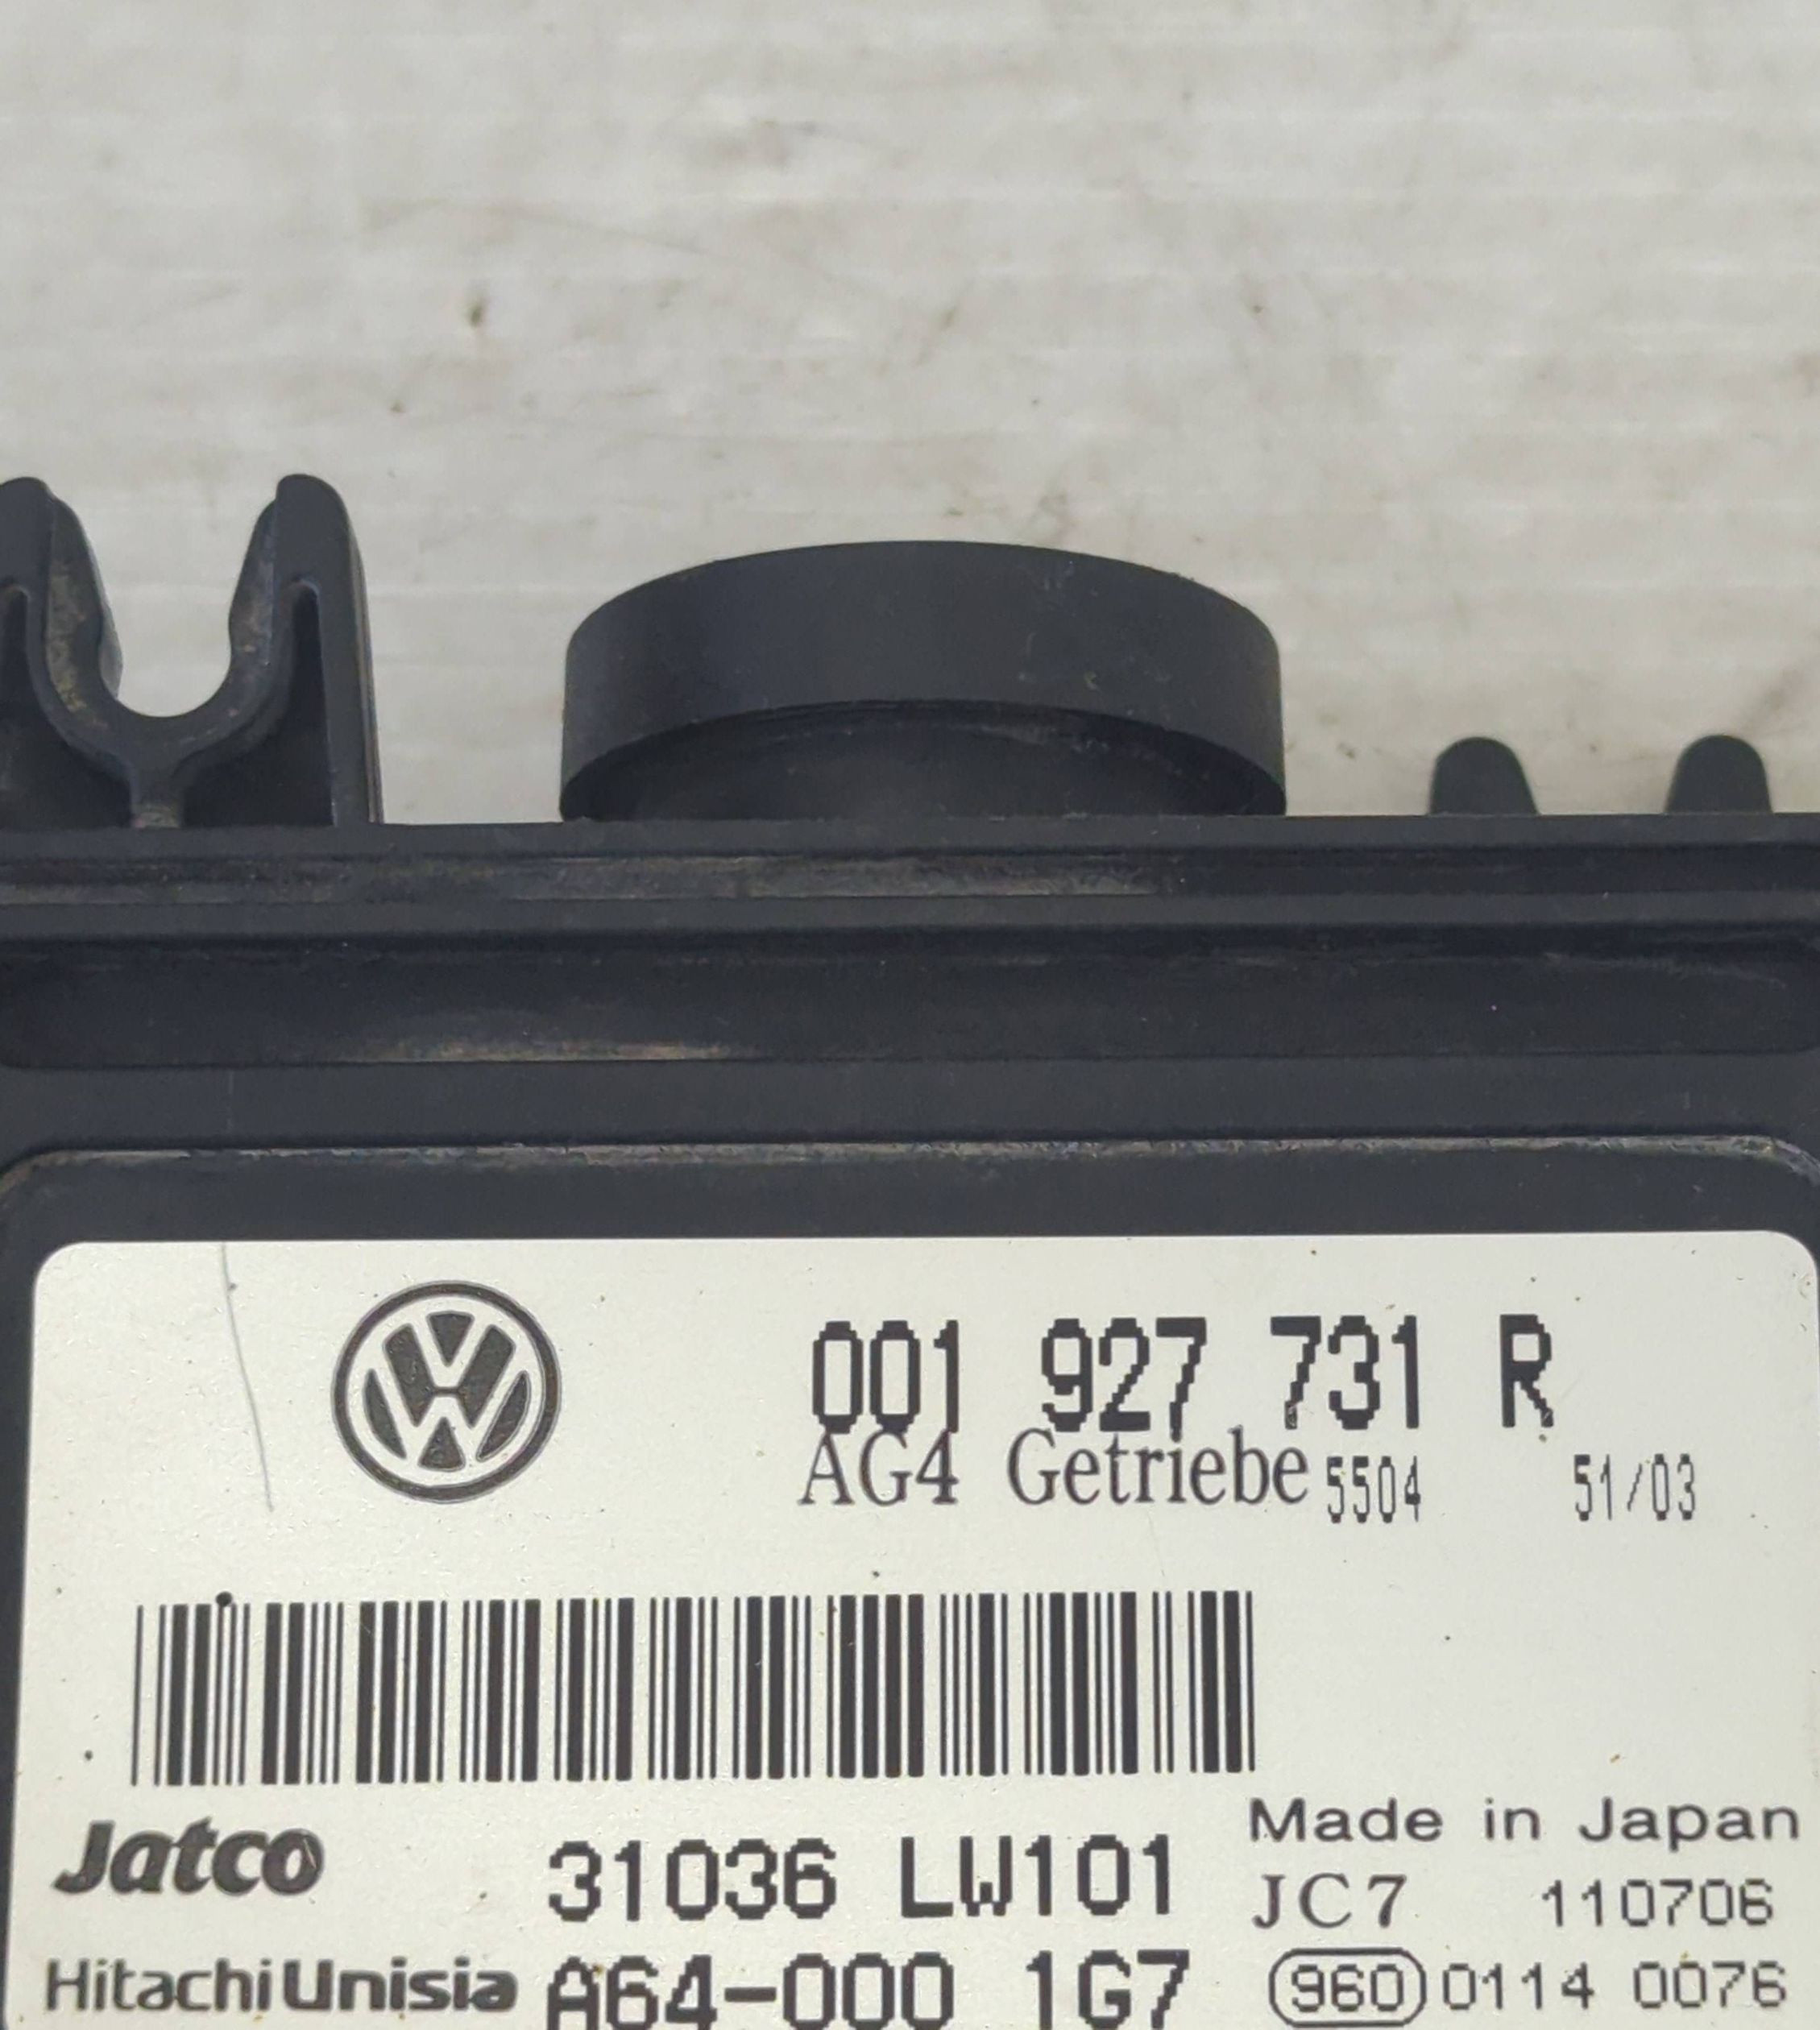 001 927 731 R
AG4 Getriebe 5504 51/03
Jatco 31036 LW101 Made in Japan
JC7 110706
HitachiUnisia A64-000 1G7 960 0114 0076